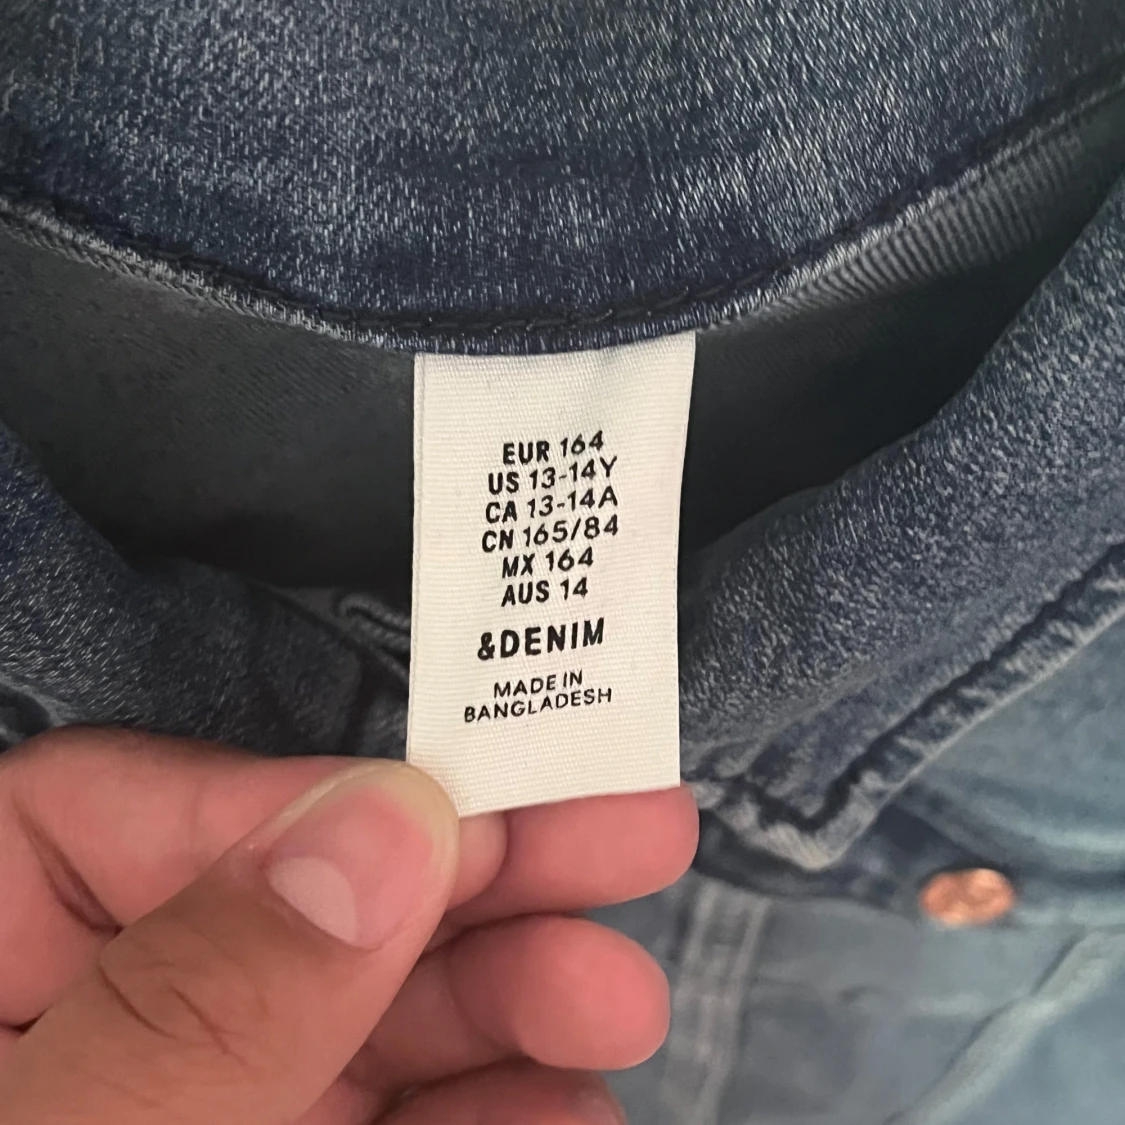 EUR 164
US 13-14Y
CA 13-14A
CN 165/84
MX 164
AUS 14
&DENIM
MADE IN
BANGLADESH